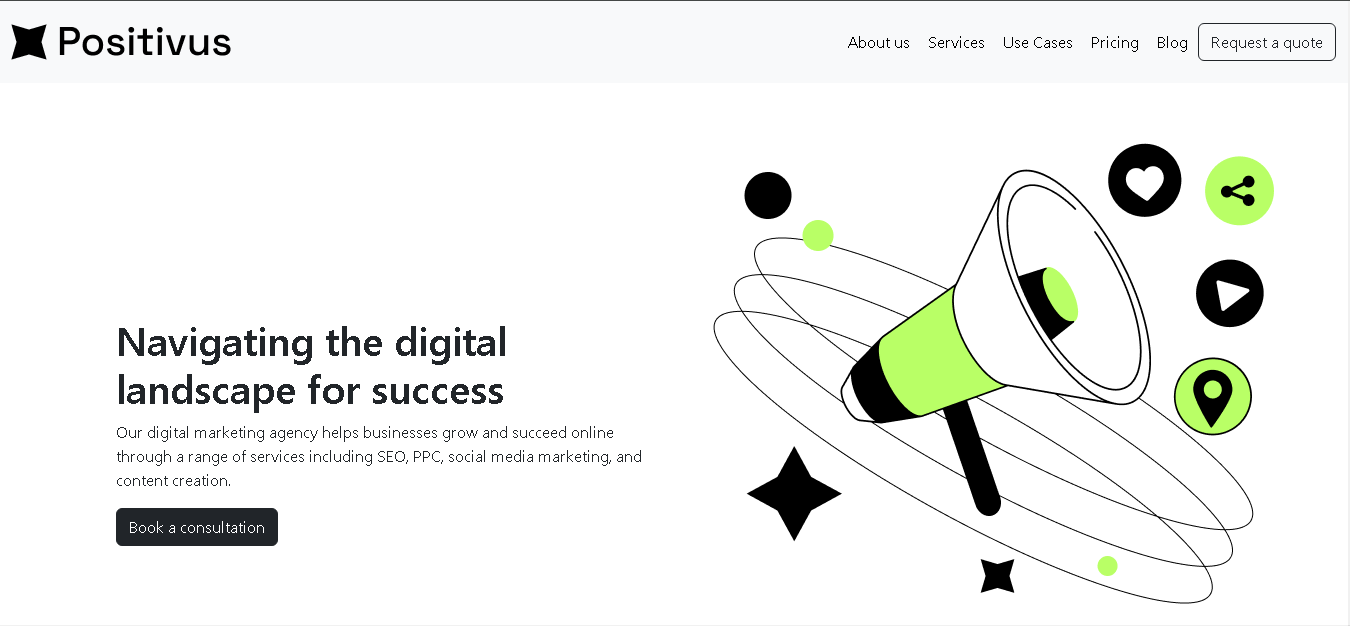 Positivus
About us Services Use Cases Pricing Blog Request a quote
Navigating the digital
landscape for success
Our digital marketing agency helps businesses grow and succeed online
through a range of services including SEO, PPC, social media marketing, and
content creation.
Book a consultation